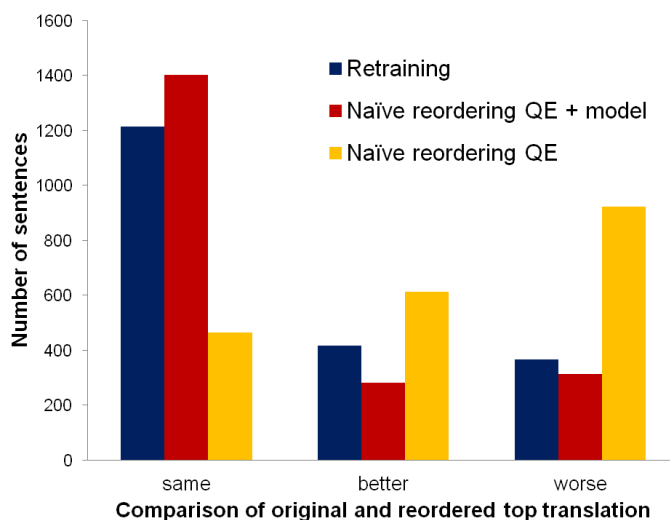 1600
1400
1200
1000
800
600
400
200
0
Number of sentences
Retraining
Naïve reordering QE + model
Naïve reordering QE
same better worse
Comparison of original and reordered top translation